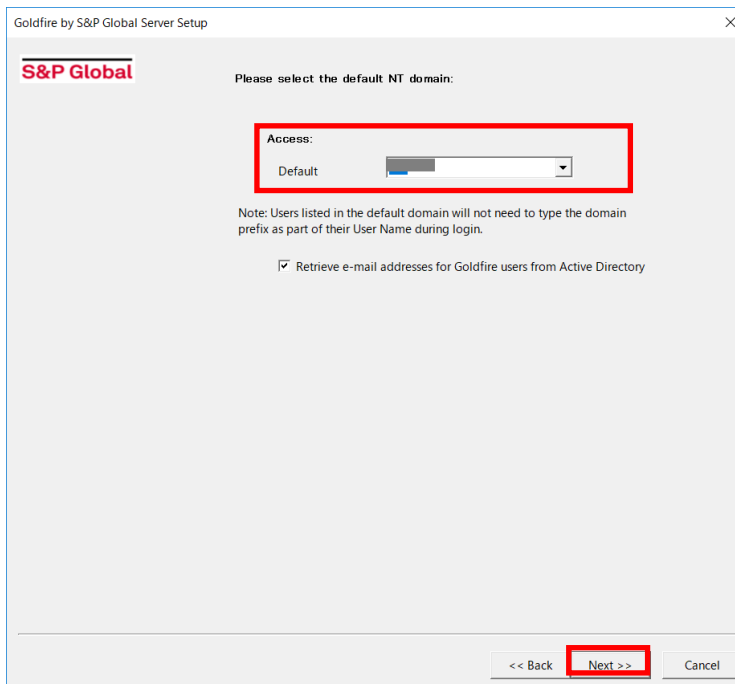 Goldfire by S&P Global Server Setup
S&P Global
Please select the default NT domain:
Access:
Default
Note: Users listed in the default domain will not need to type the domain
prefix as part of their User Name during login.
Retrieve e-mail addresses for Goldfire users from Active Directory
<< Back
Next >>
Cancel